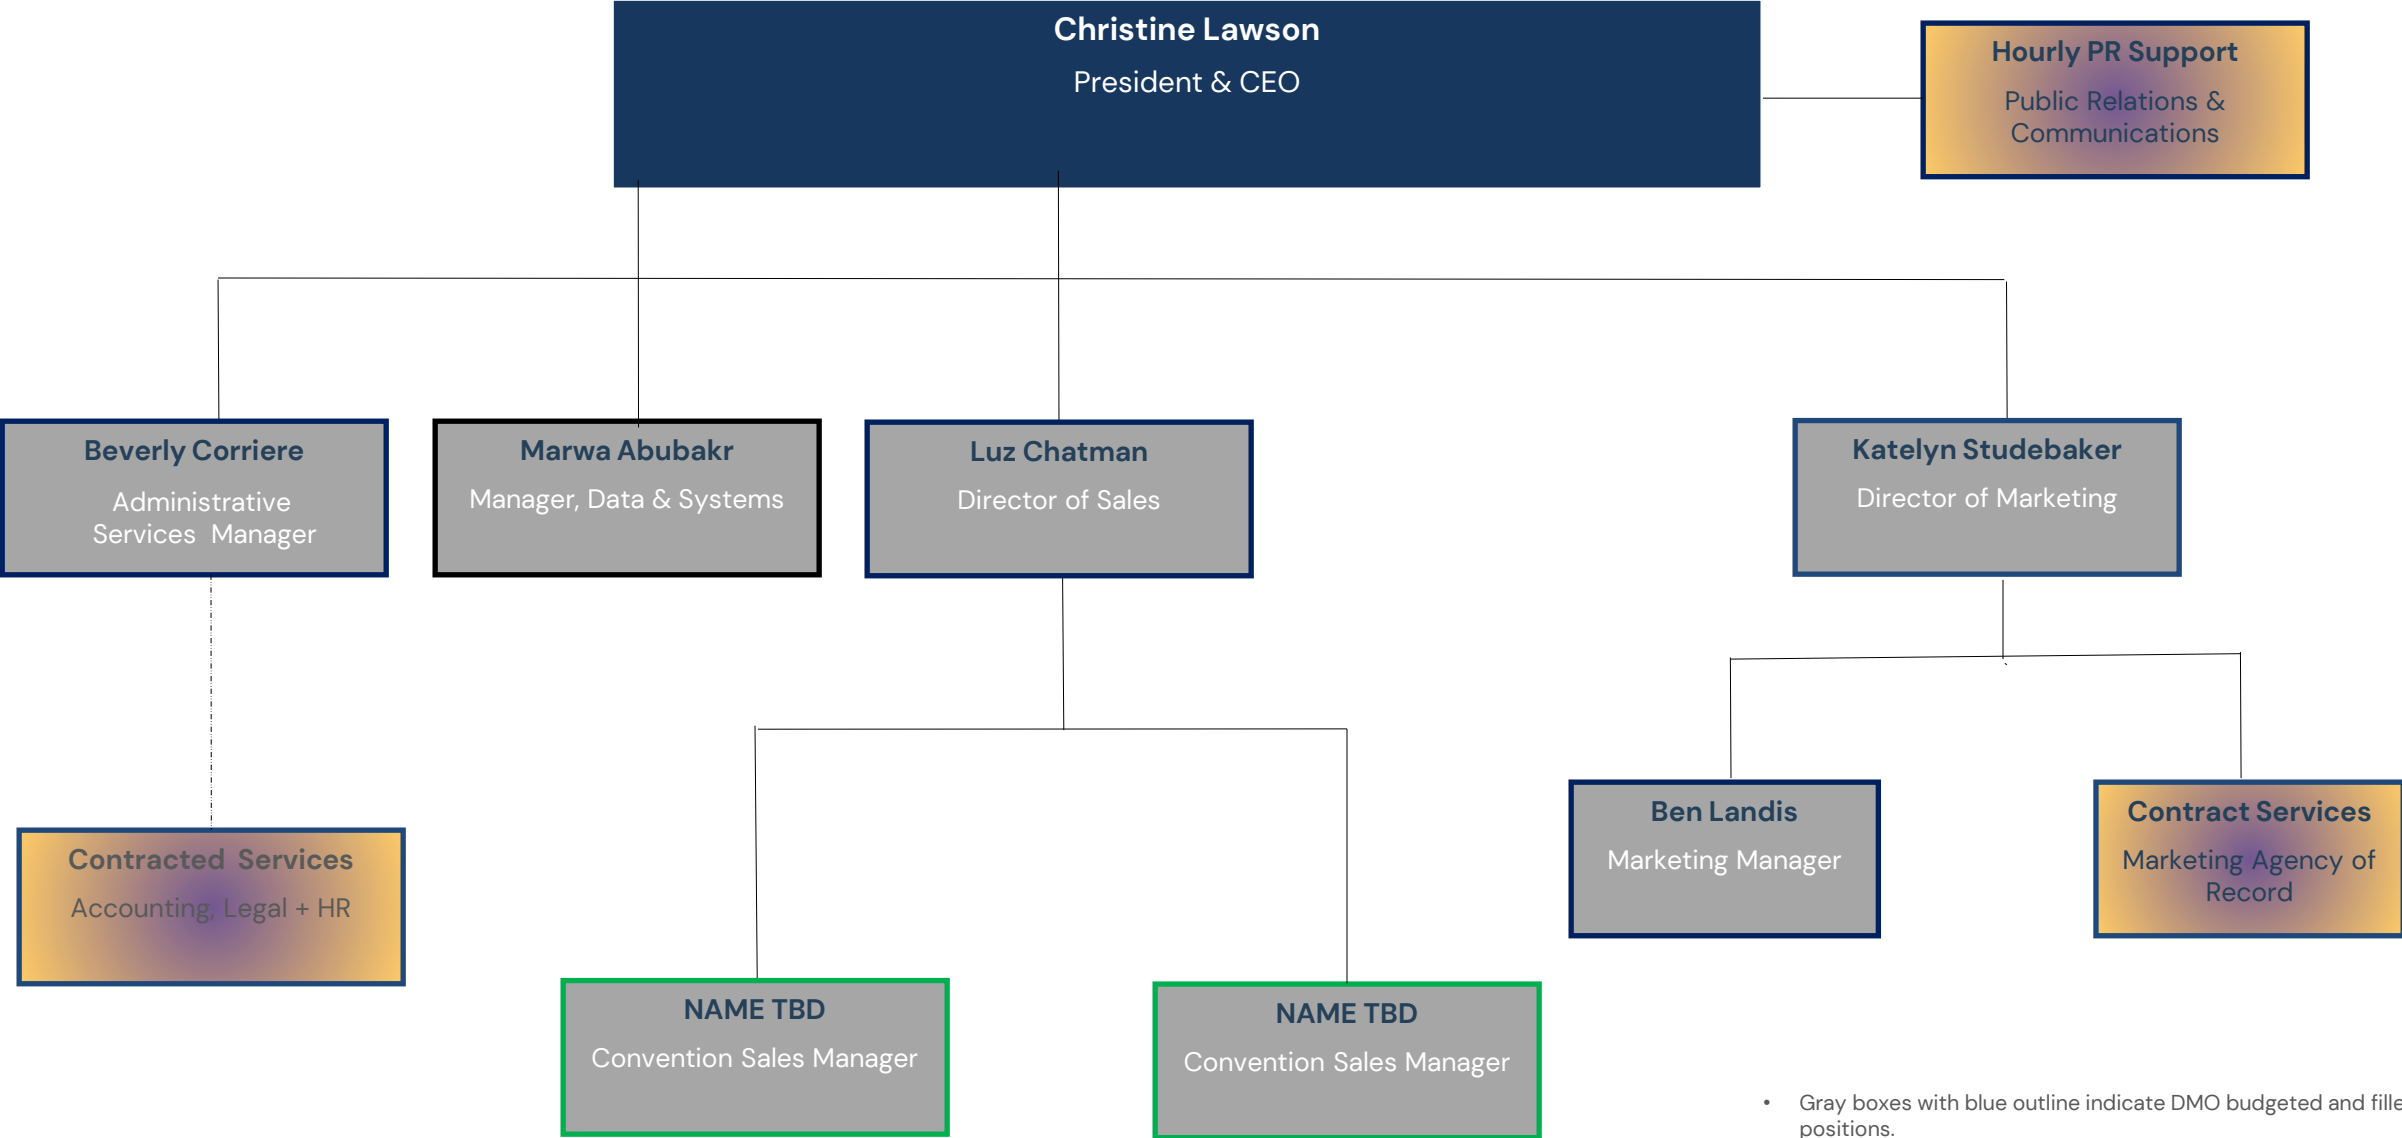 Christine Lawson
President & CEO
Hourly PR Support
Public Relations &
Communications
Beverly Corriere
Administrative
Services Manager
Marwa Abubakr
Manager, Data & Systems
Luz Chatman
Director of Sales
Katelyn Studebaker
Director of Marketing
Contracted Services
Accounting, Legal + HR
NAME TBD
Convention Sales Manager
NAME TBD
Convention Sales Manager
Ben Landis
Marketing Manager
Contract Services
Marketing Agency of
Record
• Gray boxes with blue outline indicate DMO budgeted and fille
positions.